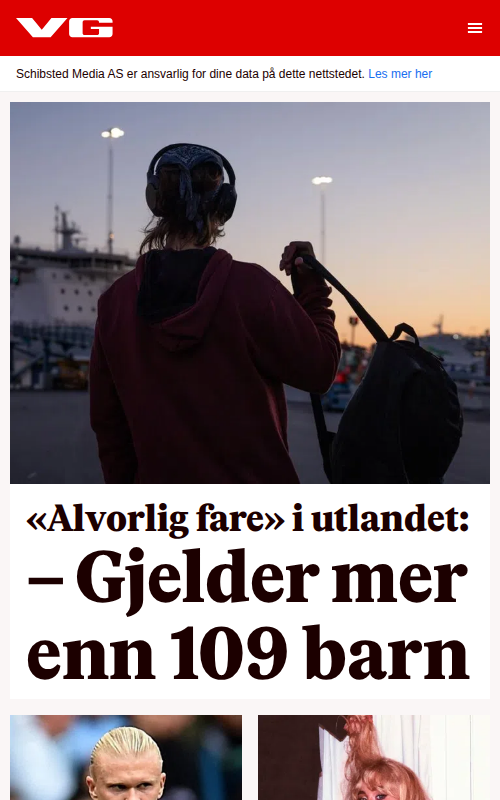 VG
Schibsted Media AS er ansvarlig for dine data på dette nettstedet. Les mer her
«Alvorlig fare» i utlandet:
– Gjelder mer
enn 109 barn